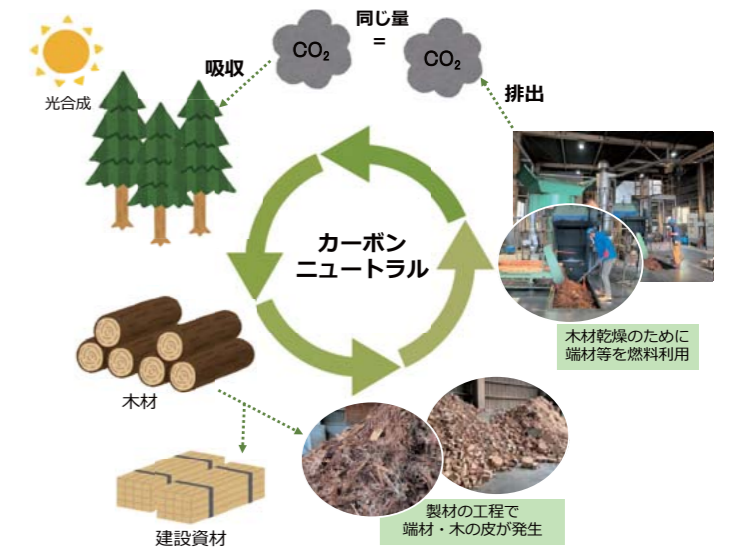 同じ量
=
CO₂
CO₂
吸収
排出
光合成
カーボン
ニュートラル
木材乾燥のために
端材等を燃料利用
木材
製材の工程で
端材・木の皮が発生
建設資材